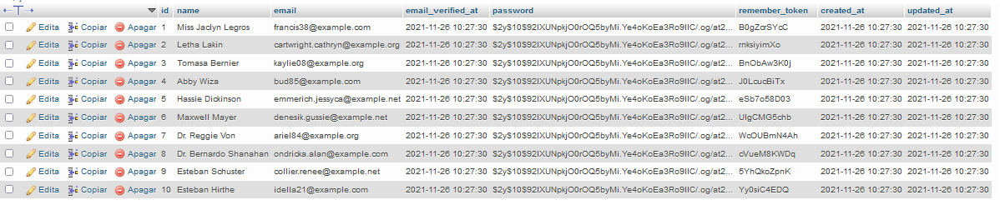 id name email email_verified_at password remember_token created_at updated_at
Edita Copiar Apagar 1 Miss Jaclyn Legros francis38@example.com 2021-11-26 10:27:30 $2y$10$92IXUNpkjO0rOQ5byMi.Ye4oKoEa3Ro9llC/.og/at2... B0gZcrSYcC 2021-11-26 10:27:30 2021-11-26 10:27:30
Edita Copiar Apagar 2 Letha Lakin cartwright.cathryn@example.org 2021-11-26 10:27:30 $2y$10$92IXUNpkjO0rOQ5byMi.Ye4oKoEa3Ro9llC/.og/at2... rnksiyimXo 2021-11-26 10:27:30 2021-11-26 10:27:30
Edita Copiar Apagar 3 Tomasa Bernier kaylie08@example.org 2021-11-26 10:27:30 $2y$10$92IXUNpkjO0rOQ5byMi.Ye4oKoEa3Ro9llC/.og/at2... BnObAw3K0j 2021-11-26 10:27:30 2021-11-26 10:27:30
Edita Copiar Apagar 4 Abby Wiza bud85@example.com 2021-11-26 10:27:30 $2y$10$92IXUNpkjO0rOQ5byMi.Ye4oKoEa3Ro9llC/.og/at2... J0LcucBiTx 2021-11-26 10:27:30 2021-11-26 10:27:30
Edita Copiar Apagar 5 Hassie Dickinson emmerich.jessyca@example.net 2021-11-26 10:27:30 $2y$10$92IXUNpkjO0rOQ5byMi.Ye4oKoEa3Ro9llC/.og/at2... eSb7o58D03 2021-11-26 10:27:30 2021-11-26 10:27:30
Edita Copiar Apagar 6 Maxwell Mayer denesik.gussie@example.net 2021-11-26 10:27:30 $2y$10$92IXUNpkjO0rOQ5byMi.Ye4oKoEa3Ro9llC/.og/at2... UIgCMG5chb 2021-11-26 10:27:30 2021-11-26 10:27:30
Edita Copiar Apagar 7 Dr. Reggie Von ariel84@example.org 2021-11-26 10:27:30 $2y$10$92IXUNpkjO0rOQ5byMi.Ye4oKoEa3Ro9llC/.og/at2... WcOUBmN4Ah 2021-11-26 10:27:30 2021-11-26 10:27:30
Edita Copiar Apagar 8 Dr. Bernardo Shanahan ondricka.alan@example.com 2021-11-26 10:27:30 $2y$10$92IXUNpkjO0rOQ5byMi.Ye4oKoEa3Ro9llC/.og/at2... cVueM8KWDq 2021-11-26 10:27:30 2021-11-26 10:27:30
Edita Copiar Apagar 9 Esteban Schuster collier.renee@example.net 2021-11-26 10:27:30 $2y$10$92IXUNpkjO0rOQ5byMi.Ye4oKoEa3Ro9llC/.og/at2... 5YhQkoZpnK 2021-11-26 10:27:30 2021-11-26 10:27:30
Edita Copiar Apagar 10 Esteban Hirthe idella21@example.com 2021-11-26 10:27:30 $2y$10$92IXUNpkjO0rOQ5byMi.Ye4oKoEa3Ro9llC/.og/at2... Yy0siC4EDQ 2021-11-26 10:27:30 2021-11-26 10:27:30